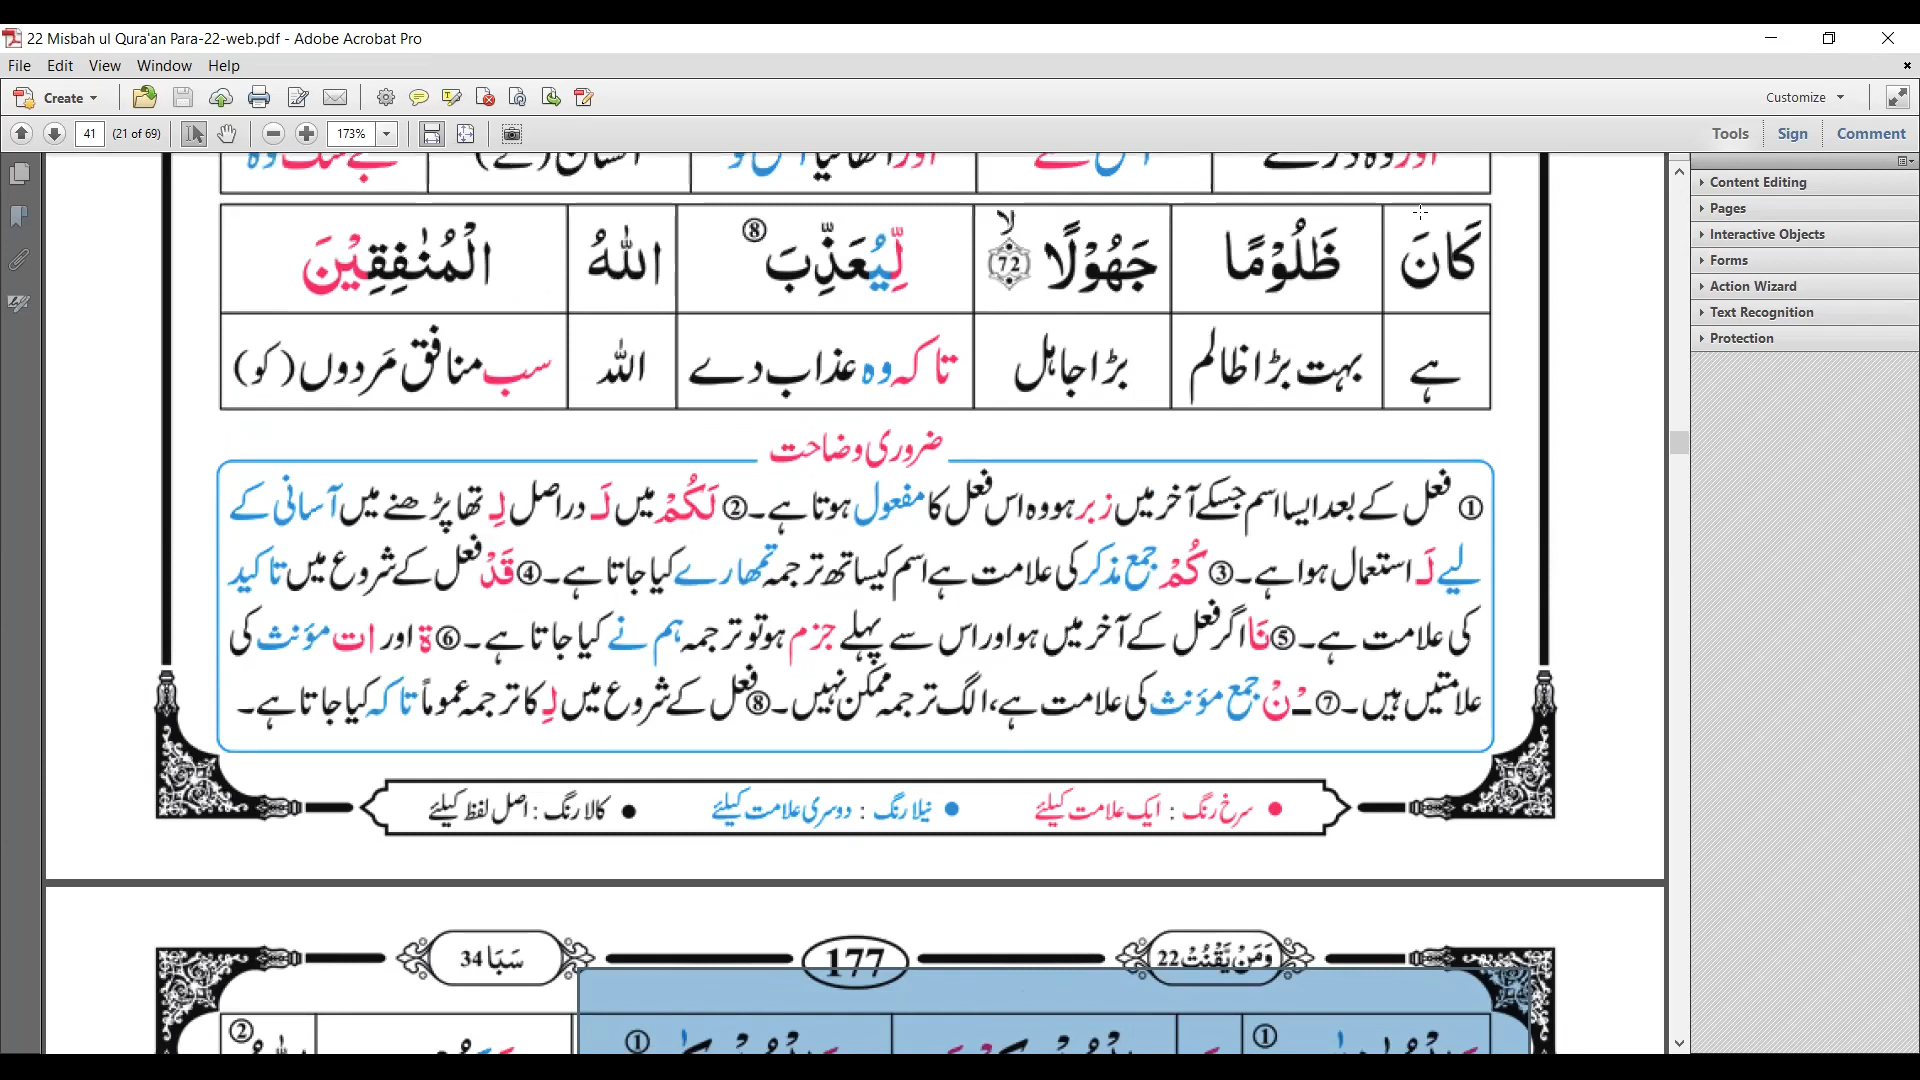 22 Misbah ul Qura'an Para-22-web.pdf - Adobe Acrobat Pro
File Edit View Window Help
Create Customize
41 (21 of 69) 173% Tools Sign Comment
Content Editing
Pages
Interactive Objects
Forms
Action Wizard
Text Recognition
Protection
كَانَ ظَلُوْمًا جَهُوْلًا ۙ 72 لِّيُعَذِّبَ ⑧ اللّٰهُ الْمُنٰفِقِيْنَ
ہے بہت بڑا ظالم بڑا جاہل تاکہ وہ عذاب دے اللہ سب منافق مَردوں (کو)
ضروری وضاحت
① فعل کے بعد ایسا اسم جسکے آخر میں زبر ہو وہ اس فعل کا مفعول ہوتا ہے۔ ② لَكُمْ میں لَـ دراصل لِـ تھا پڑھنے میں آسانی کے
لیے لَـ استعمال ہوا ہے۔ ③ كُمْ جمع مذکر کی علامت ہے اسم کیساتھ ترجمہ تمہارے کیا جاتا ہے۔ ④ قَدْ فعل کے شروع میں تاکید
کی علامت ہے۔ ⑤ نَا اگر فعل کے آخر میں ہو اور اس سے پہلے جزم ہو تو ترجمہ ہم نے کیا جاتا ہے۔ ⑥ ة اور ات مؤنث کی
علامتیں ہیں۔ ⑦ ـْنَ جمع مؤنث کی علامت ہے، الگ ترجمہ ممکن نہیں۔ ⑧ فعل کے شروع میں لِـ کا ترجمہ عموماً تاکہ کیا جاتا ہے۔
● سرخ رنگ : ایک علامت کیلئے ● نیلا رنگ : دوسری علامت کیلئے ● کالا رنگ : اصل لفظ کیلئے
وَمَنْ يَّقْنُتْ 22 177 سَبَا 34
① ① ②